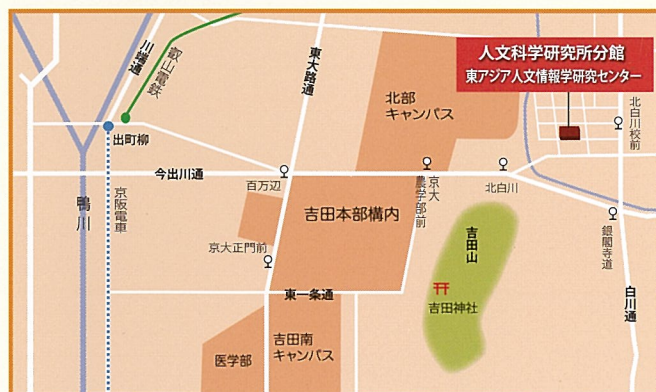 人文科学研究所分館
東アジア人文情報学研究センター
川端通
叡山電鉄
東大路通
北部
キャンパス
北白川校前
出町柳
今出川通
百万辺
京大
農学部前
北白川
鴨川
京阪電車
吉田本部構内
吉田山
銀閣寺道
京大正門前
吉田神社
白川通
東一条通
吉田南
キャンパス
医学部